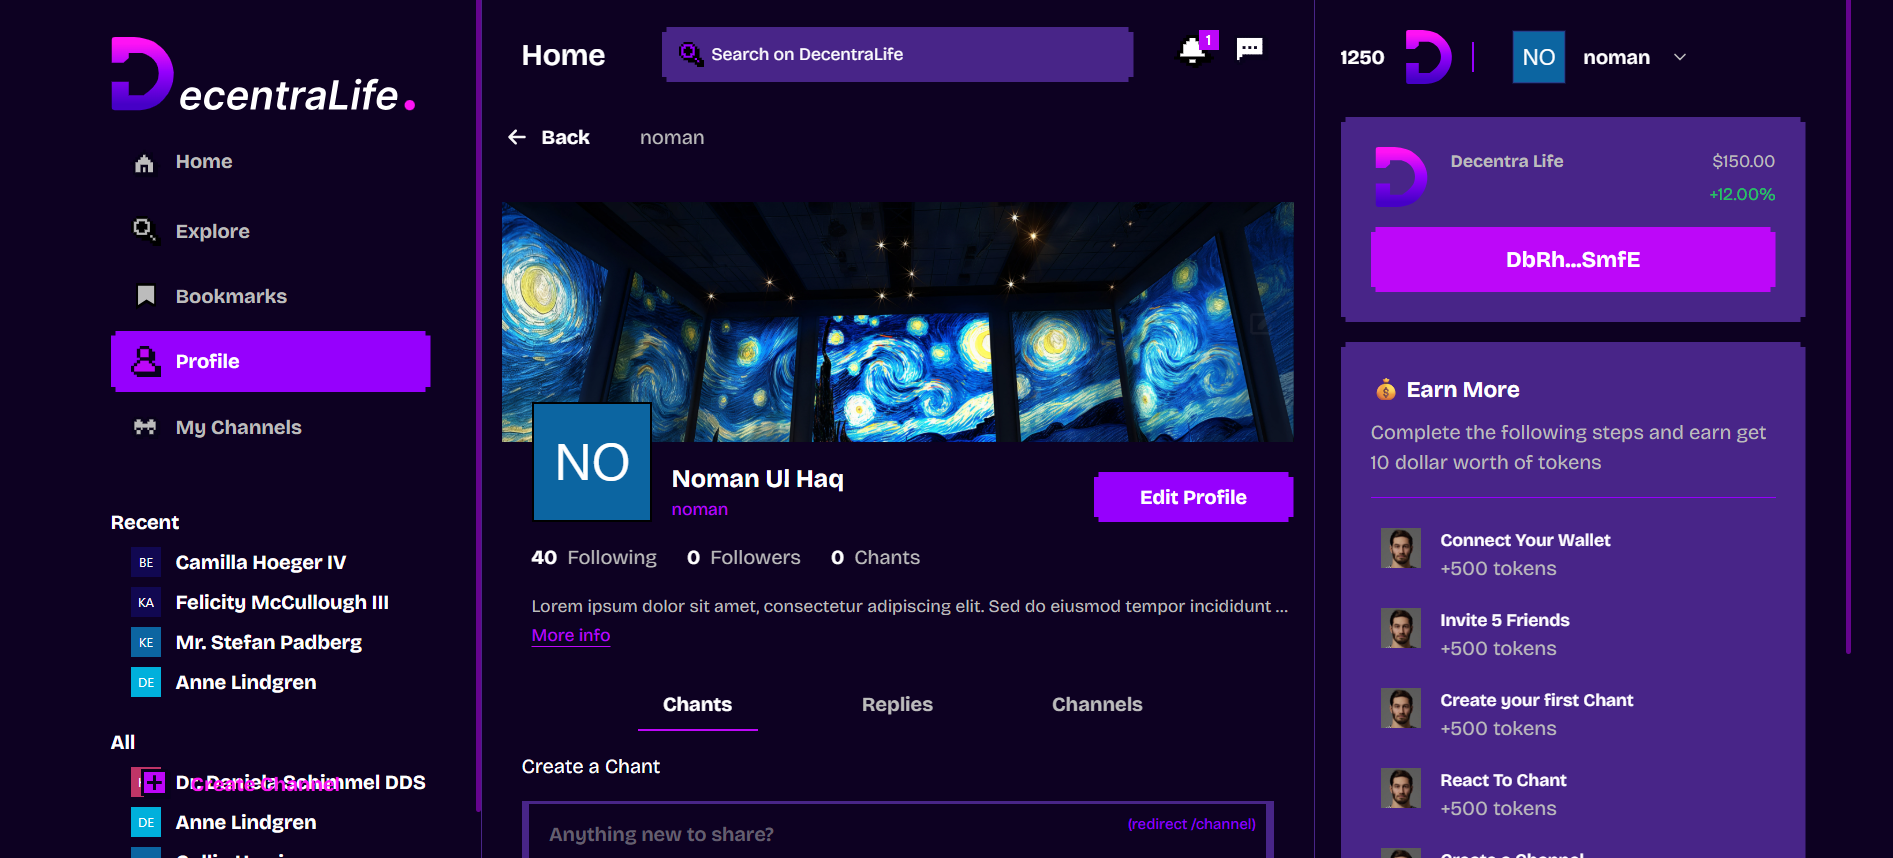 DecentraLife.
Home
Explore
Bookmarks
Profile
My Channels
Recent
BE Camilla Hoeger IV
KA Felicity McCullough III
KE Mr. Stefan Padberg
DE Anne Lindgren
All
Dr. Daniela Schimmel DDS
Create Channel
DE Anne Lindgren
Home
Search on DecentraLife
1
Back
noman
NO
Noman Ul Haq
noman
Edit Profile
40 Following 0 Followers 0 Chants
Lorem ipsum dolor sit amet, consectetur adipiscing elit. Sed do eiusmod tempor incididunt ...
More info
Chants Replies Channels
Create a Chant
Anything new to share?
(redirect /channel)
1250
NO noman
Decentra Life
$150.00
+12.00%
DbRh...SmfE
Earn More
Complete the following steps and earn get
10 dollar worth of tokens
Connect Your Wallet
+500 tokens
Invite 5 Friends
+500 tokens
Create your first Chant
+500 tokens
React To Chant
+500 tokens
Create a Channel